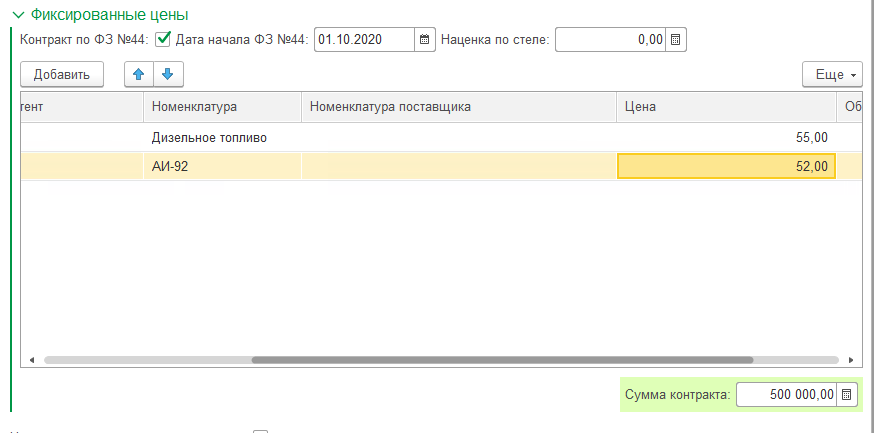 Фиксированные цены
Контракт по ФЗ №44: Дата начала ФЗ №44: 01.10.2020 Наценка по стеле: 0,00
Добавить Еще
гент Номенклатура Номенклатура поставщика Цена Об
Дизельное топливо 55,00
АИ-92 52,00
Сумма контракта: 500 000,00